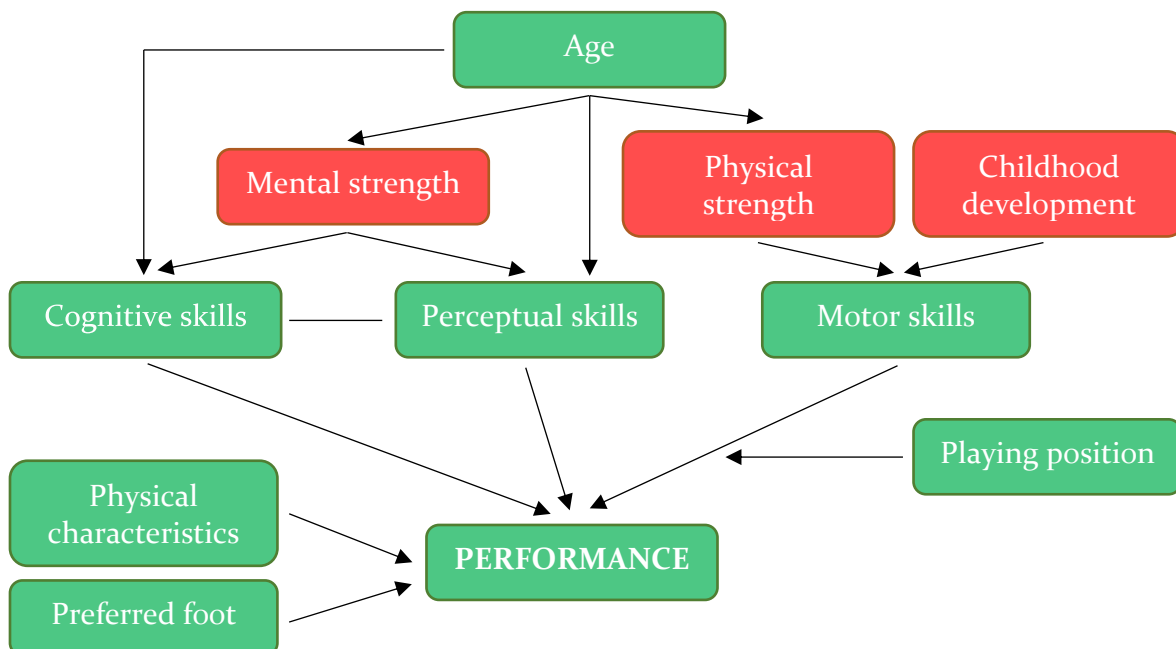 Age
Mental strength
Physical
strength
Childhood
development
Cognitive skills
Perceptual skills
Motor skills
Playing position
Physical
characteristics
PERFORMANCE
Preferred foot